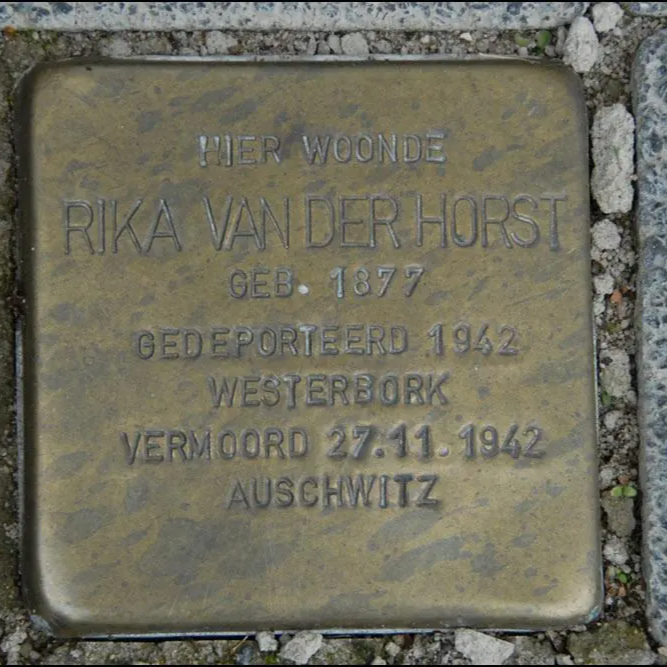 HIER WOONDE
RIKA VAN DER HORST
GEB. 1877
GEDEPORTEERD 1942
WESTERBORK
VERMOORD 27.11.1942
AUSCHWITZ